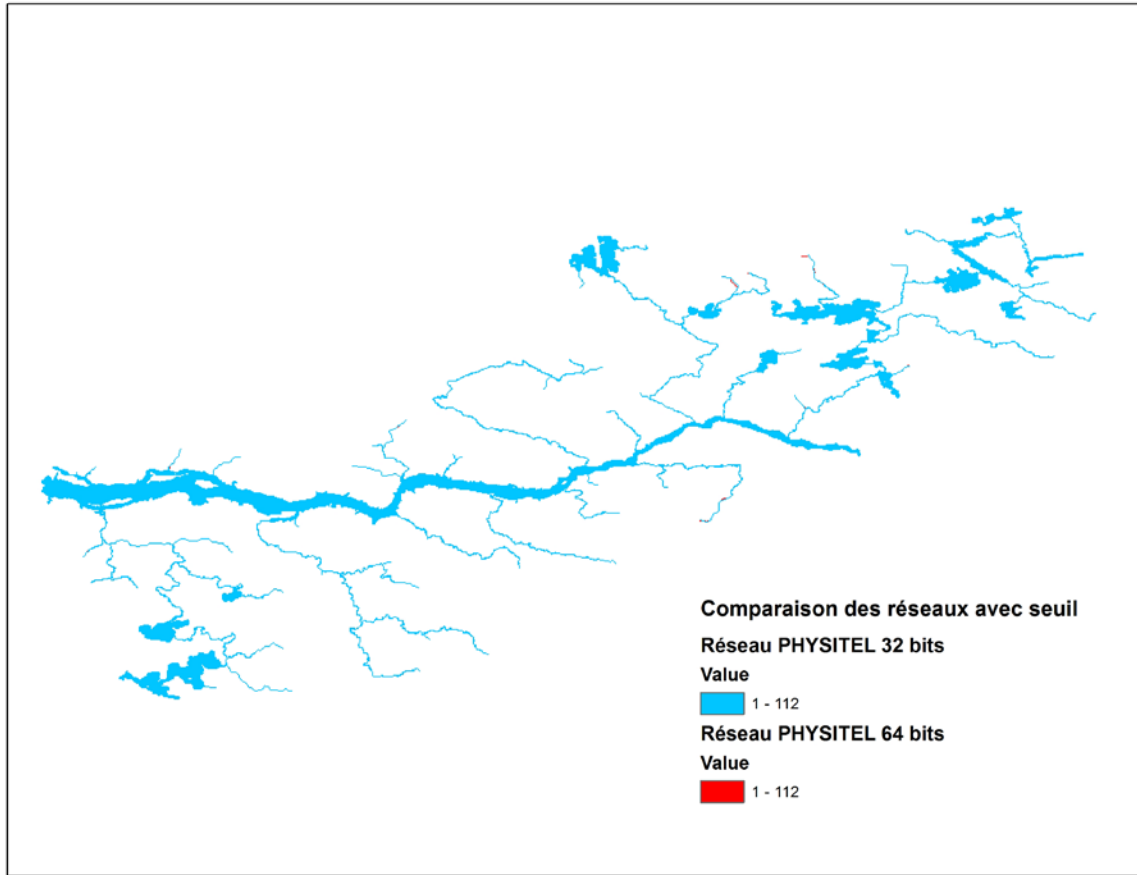 Comparaison des réseaux avec seuil
Réseau PHYSITEL 32 bits
Value
1 - 112
Réseau PHYSITEL 64 bits
Value
1 - 112